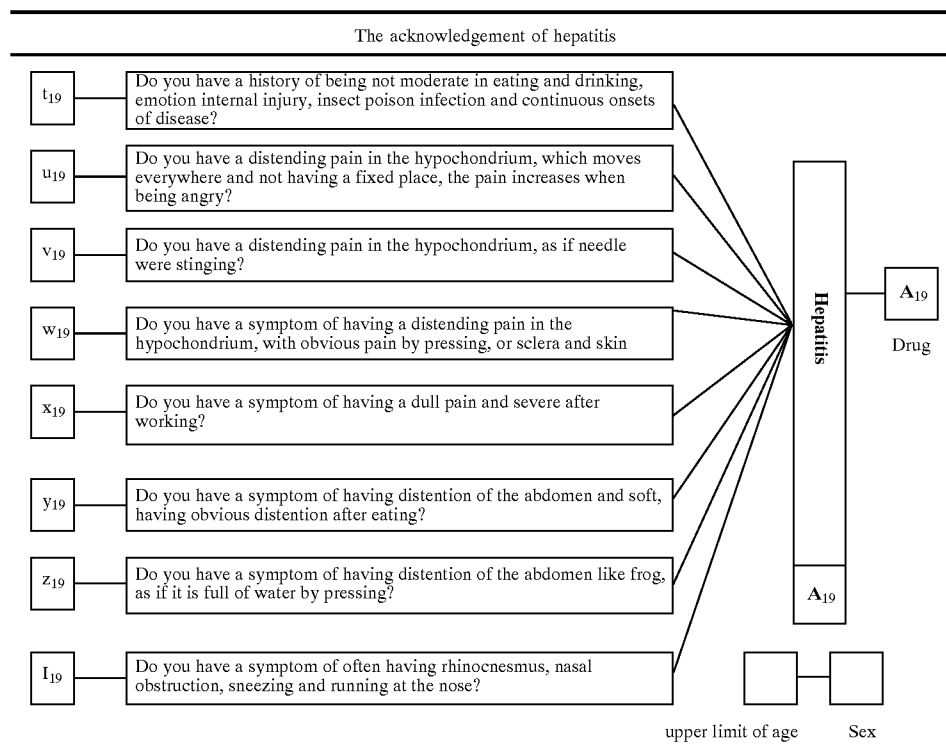 The acknowledgement of hepatitis
t19
Do you have a history of being not moderate in eating and drinking,
emotion internal injury, insect poison infection and continuous onsets
of disease?
u19
Do you have a distending pain in the hypochondrium, which moves
everywhere and not having a fixed place, the pain increases when
being angry?
v19
Do you have a distending pain in the hypochondrium, as if needle
were stinging?
w19
Do you have a symptom of having a distending pain in the
hypochondrium, with obvious pain by pressing, or sclera and skin
x19
Do you have a symptom of having a dull pain and severe after
working?
y19
Do you have a symptom of having distention of the abdomen and soft,
having obvious distention after eating?
z19
Do you have a symptom of having distention of the abdomen like frog,
as if it is full of water by pressing?
I19
Do you have a symptom of often having rhinocnesmus, nasal
obstruction, sneezing and running at the nose?
Hepatitis
A19
A19
Drug
upper limit of age
Sex